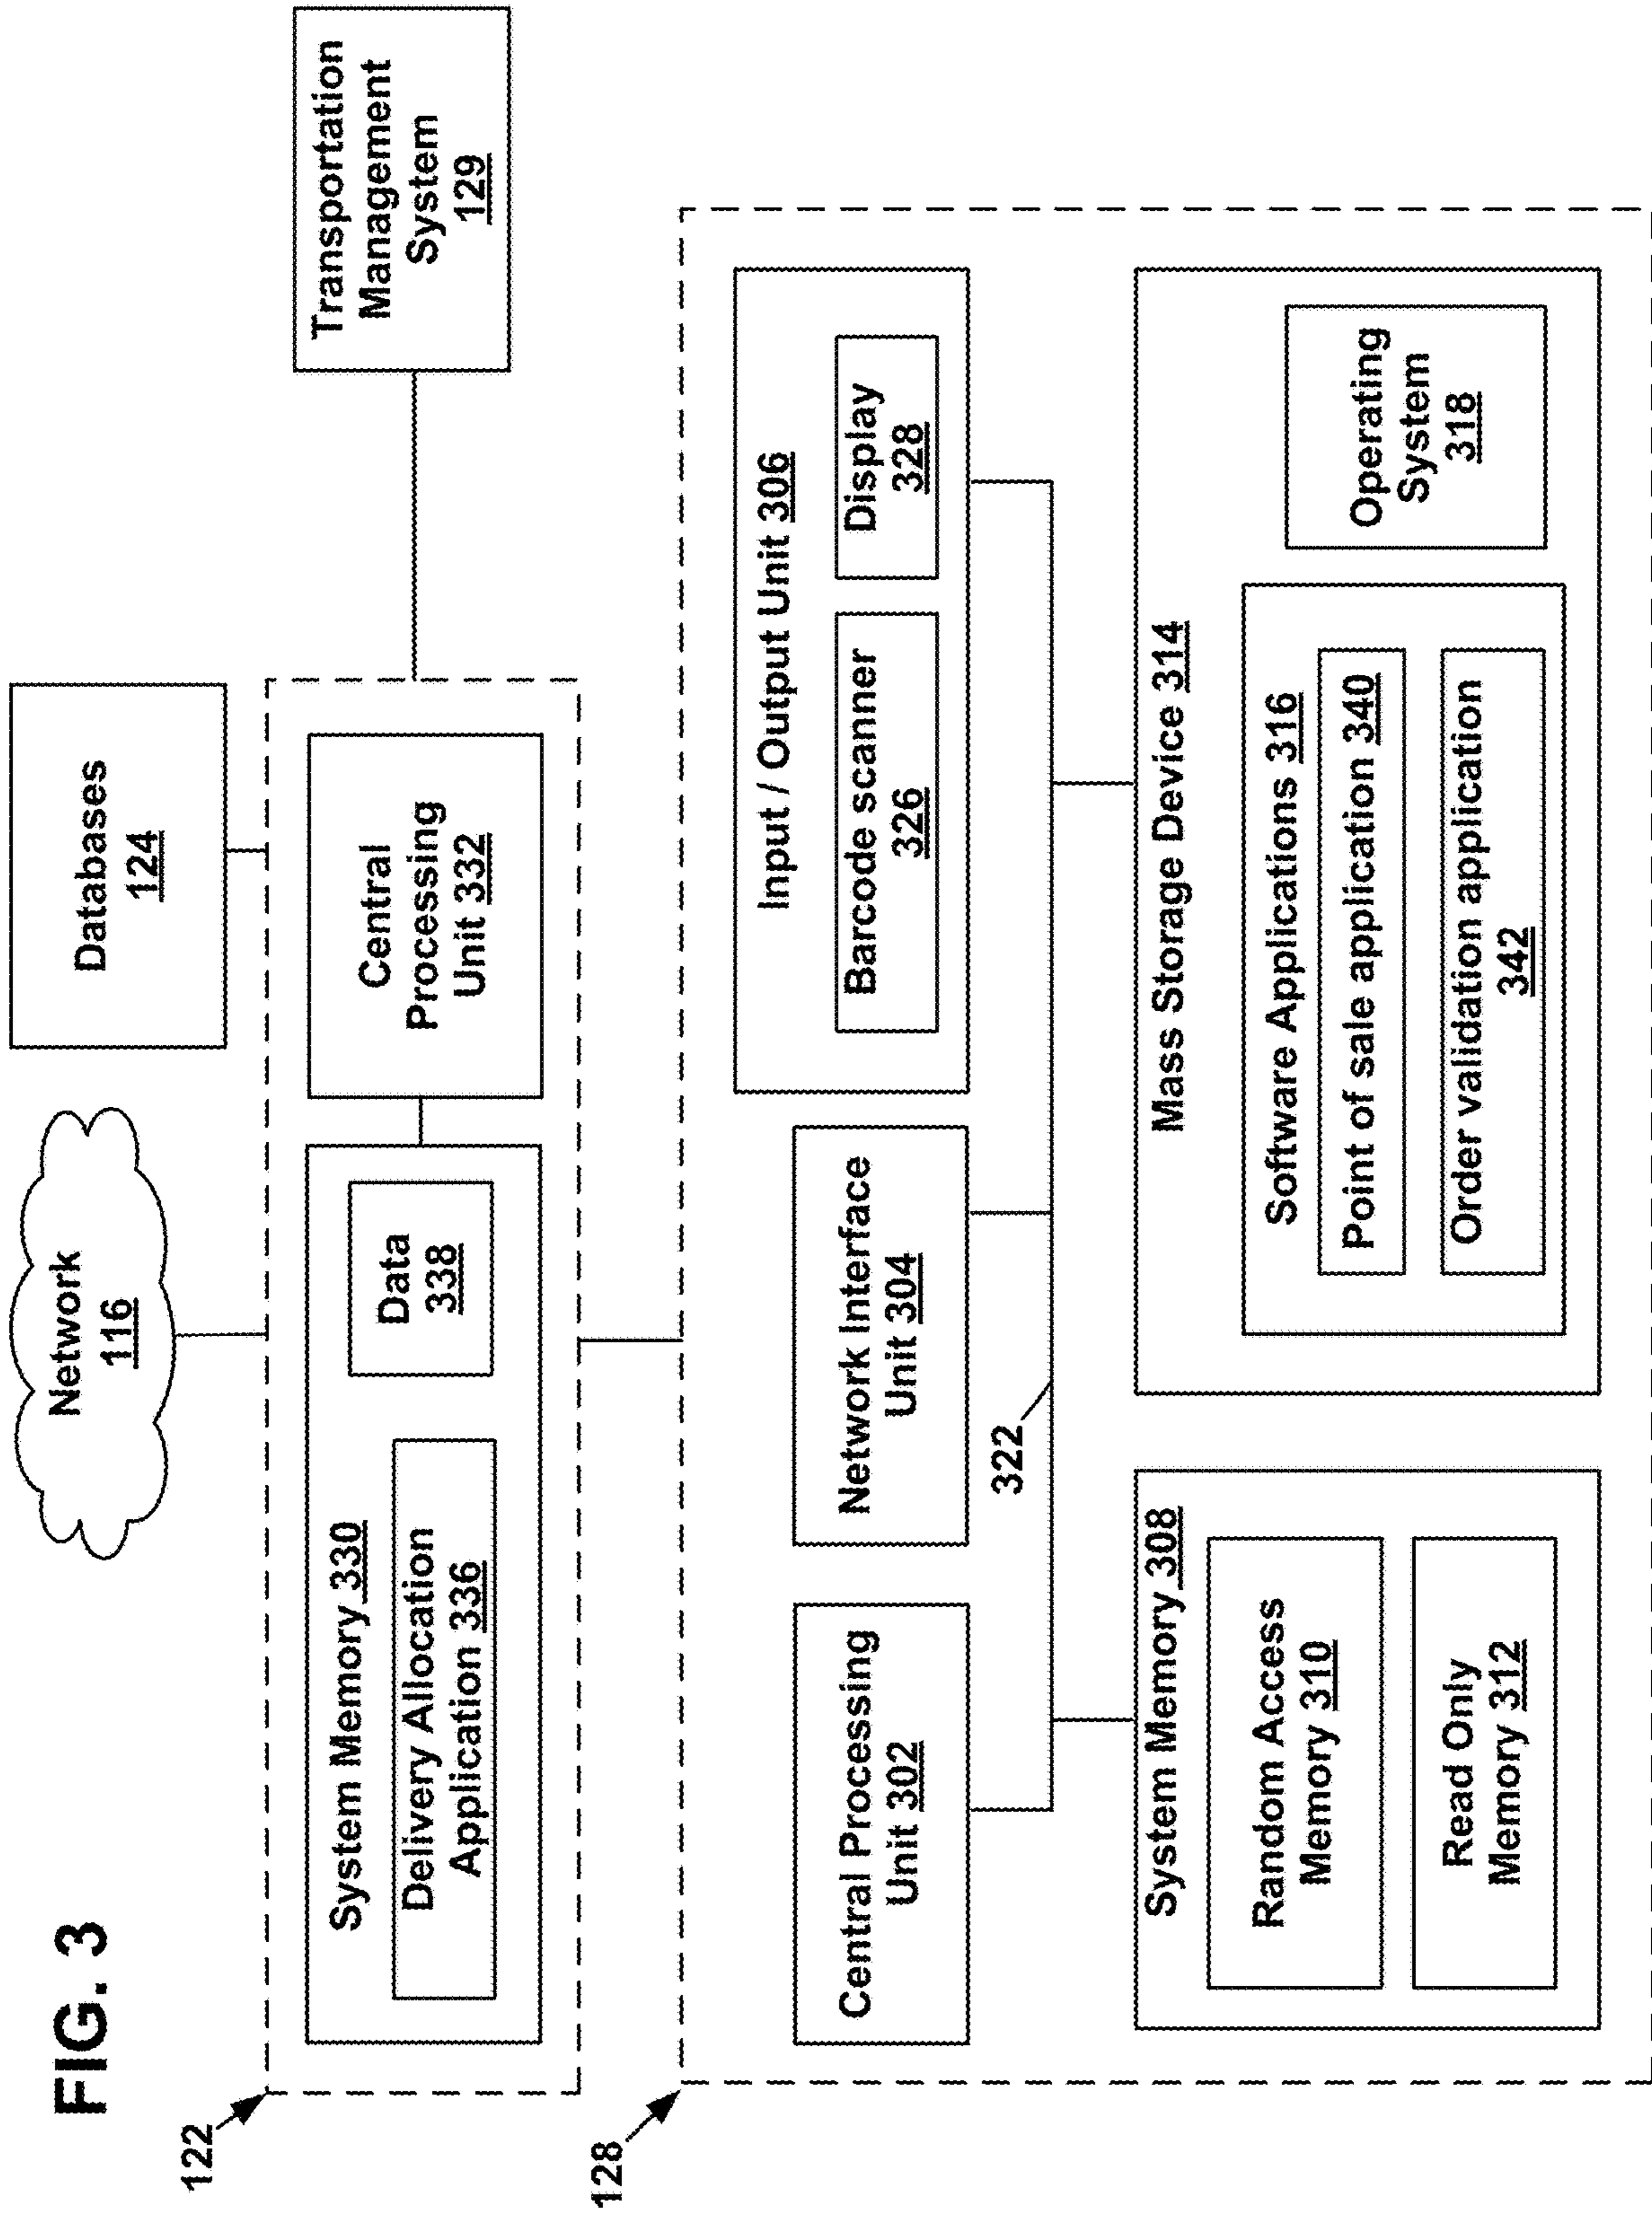 FIG. 3
Network
116
Databases
124
Transportation
Management
System
129
122
System Memory 330
Delivery Allocation
Application 336
Data
338
Central
Processing
Unit 332
128
Central Processing
Unit 302
Network Interface
Unit 304
Input / Output Unit 306
Barcode scanner
326
Display
328
322
System Memory 308
Random Access
Memory 310
Read Only
Memory 312
Mass Storage Device 314
Software Applications 316
Point of sale application 340
Order validation application
342
Operating
System
318